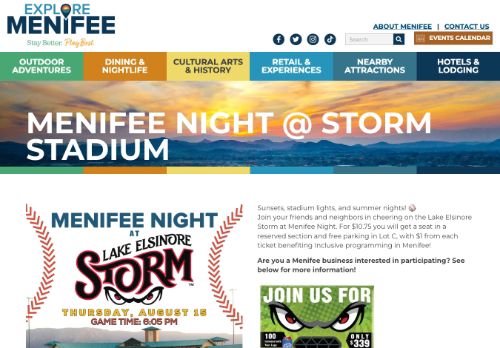 EXPLORE
MENIFEE
Stay Better. Play Best.
ABOUT MENIFEE | CONTACT US
Search
EVENTS CALENDAR
OUTDOOR ADVENTURES
DINING & NIGHTLIFE
CULTURAL ARTS & HISTORY
RETAIL & EXPERIENCES
NEARBY ATTRACTIONS
HOTELS & LODGING
MENIFEE NIGHT @ STORM
STADIUM
MENIFEE NIGHT
AT
LAKE ELSINORE
STORM
THURSDAY, AUGUST 15
GAME TIME: 6:05 PM
Sunsets, stadium lights, and summer nights!
Join your friends and neighbors in cheering on the Lake Elsinore
Storm at Menifee Night. For $10.75 you will get a seat in a
reserved section and free parking in Lot C, with $1 from each
ticket benefiting Inclusive programming in Menifee!
Are you a Menifee business interested in participating? See
below for more information!
JOIN US FOR
100
ONLY
$339